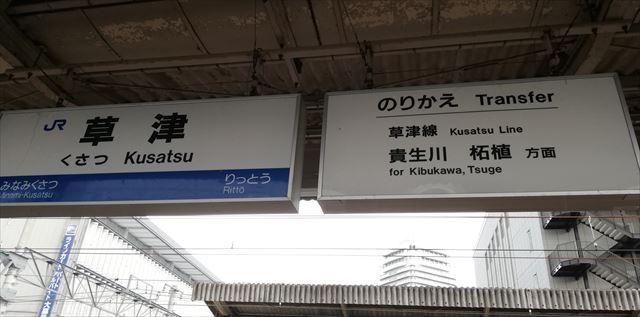 JR 草津
くさつ Kusatsu
みなみくさつ
Minami-Kusatsu
りっとう
Rittō
のりかえ Transfer
草津線 Kusatsu Line
貴生川 柘植 方面
for Kibukawa, Tsuge